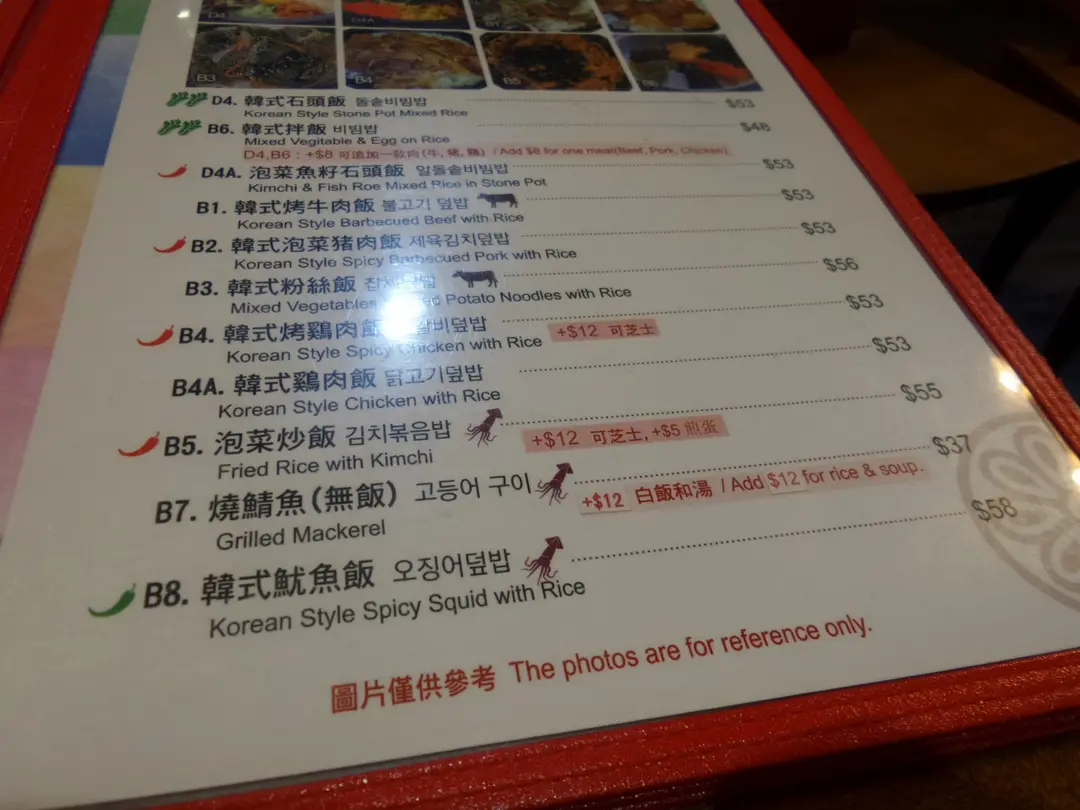 D4
D4A
B3
B4
B5
D4. 韓式石頭飯 돌솥비빔밥 $53
Korean Style Stone Pot Mixed Rice
B6. 韓式拌飯 비빔밥 $48
Mixed Vegitable & Egg on Rice
D4,B6 : +$8 可追加一款肉(牛, 豬, 鷄) / Add $8 for one meat(Beef, Pork, Chicken).
D4A. 泡菜魚籽石頭飯 알돌솥비빔밥 $53
Kimchi & Fish Roe Mixed Rice in Stone Pot
B1. 韓式烤牛肉飯 불고기 덮밥 $53
Korean Style Barbecued Beef with Rice
B2. 韓式泡菜猪肉飯 제육김치덮밥 $53
Korean Style Spicy Barbecued Pork with Rice
B3. 韓式粉絲飯 $56
Mixed Vegetables Potato Noodles with Rice
B4. 韓式烤鷄肉飯 $53
Korean Style Spicy Chicken with Rice +$12 可芝士
B4A. 韓式鷄肉飯 닭고기덮밥 $53
Korean Style Chicken with Rice
B5. 泡菜炒飯 김치볶음밥 $55
Fried Rice with Kimchi +$12 可芝士, +$5 煎蛋
B7. 燒鯖魚(無飯) 고등어 구이 $37
Grilled Mackerel +$12 白飯和湯 / Add $12 for rice & soup.
B8. 韓式魷魚飯 오징어덮밥 $58
Korean Style Spicy Squid with Rice
圖片僅供參考 The photos are for reference only.